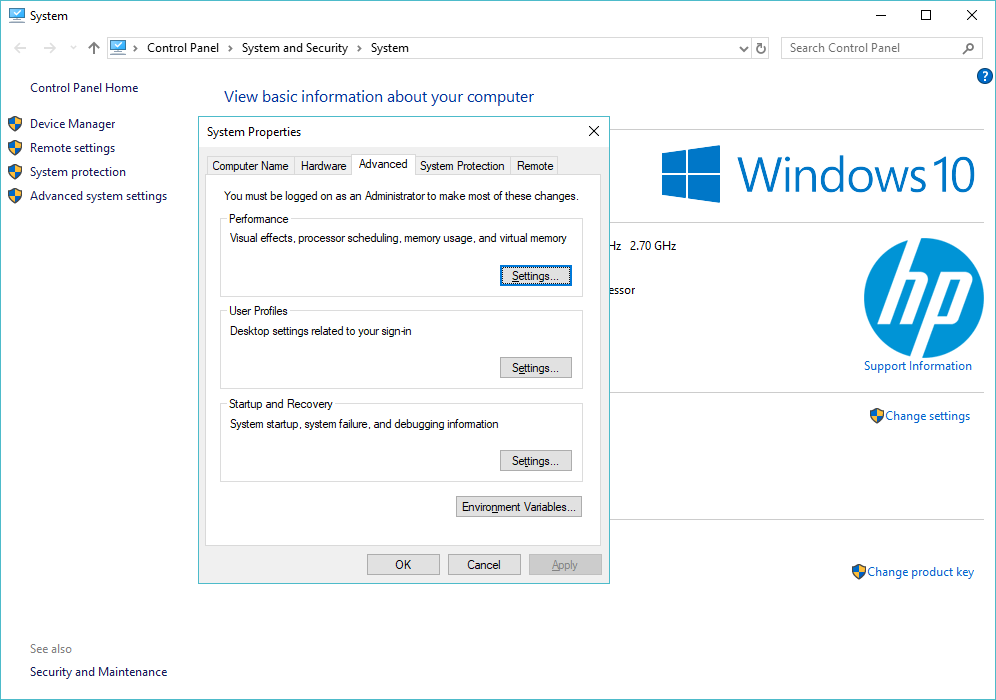 System
Control Panel > System and Security > System
Search Control Panel
?
Control Panel Home
Device Manager
Remote settings
System protection
Advanced system settings
View basic information about your computer
System Properties
Computer Name Hardware Advanced System Protection Remote
You must be logged on as an Administrator to make most of these changes.
Performance
Visual effects, processor scheduling, memory usage, and virtual memory
Settings...
User Profiles
Desktop settings related to your sign-in
Settings...
Startup and Recovery
System startup, system failure, and debugging information
Settings...
Environment Variables...
OK Cancel Apply
Windows 10
Hz 2.70 GHz
essor
hp
Support Information
Change settings
Change product key
See also
Security and Maintenance